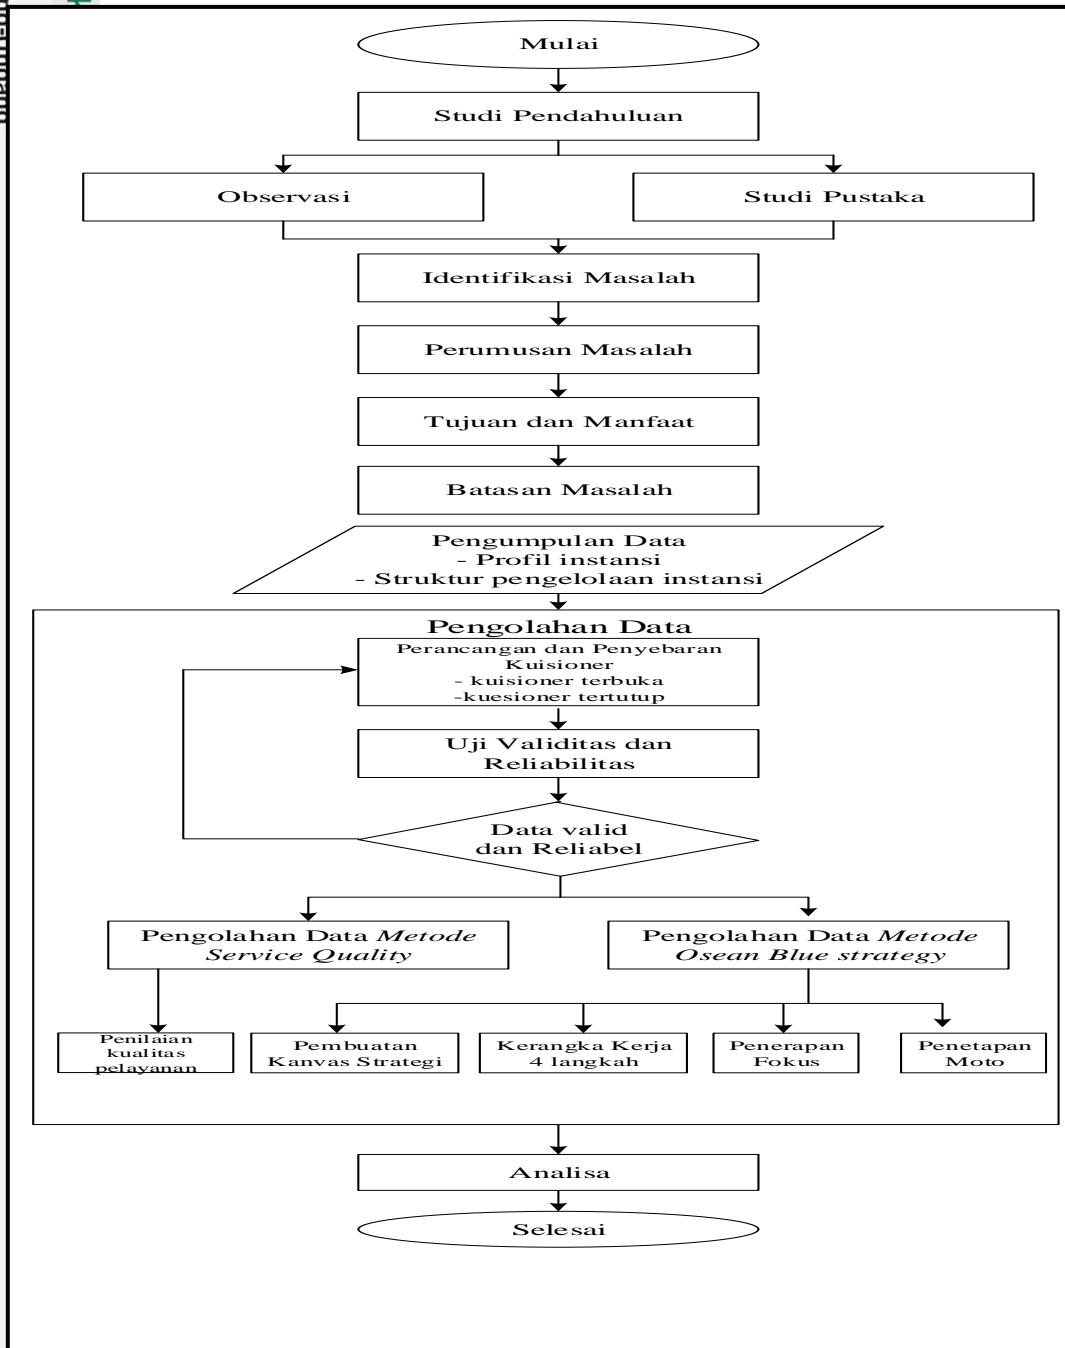 Mulai
Studi Pendahuluan
Observasi
Studi Pustaka
Identifikasi Masalah
Perumusan Masalah
Tujuan dan Manfaat
Batasan Masalah
Pengumpulan Data
- Profil instansi
- Struktur pengelolaan instansi
Pengolahan Data
Perancangan dan Penyebaran
Kuisioner
- kuisioner terbuka
-kuesioner tertutup
Uji Validitas dan
Reliabilitas
Data valid
dan Reliabel
Pengolahan Data Metode
Service Quality
Pengolahan Data Metode
Osean Blue strategy
Penilaian
kualitas
pelayanan
Pembuatan
Kanvas Strategi
Kerangka Kerja
4 langkah
Penerapan
Fokus
Penetapan
Moto
Analisa
Selesai